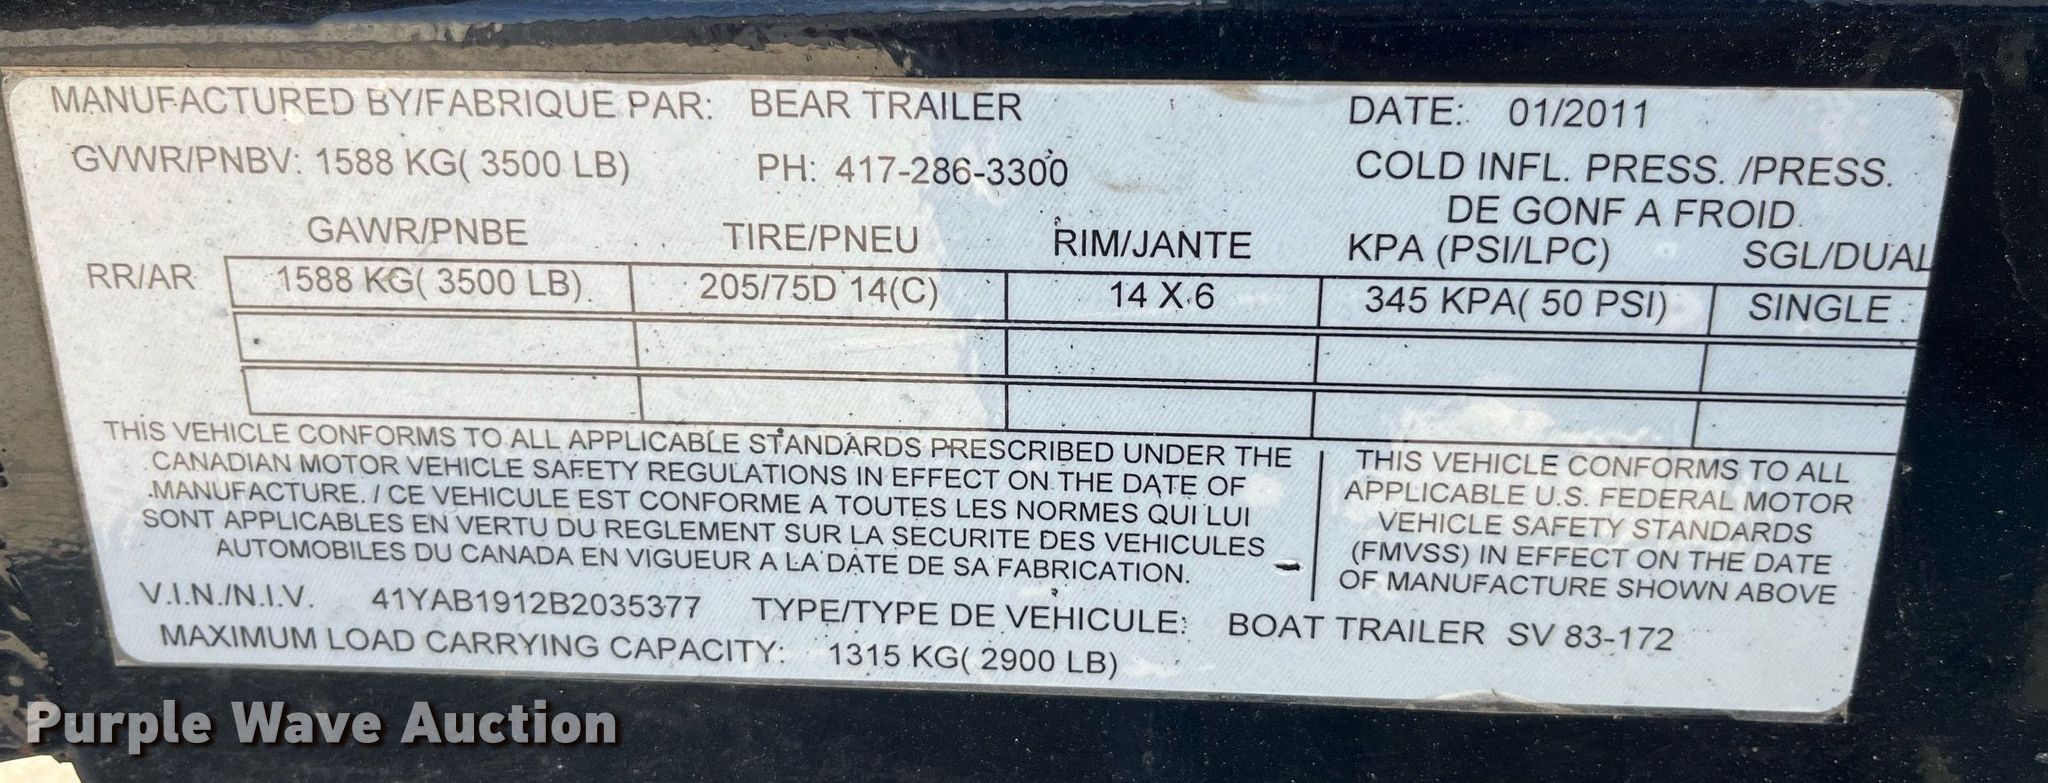 MANUFACTURED BY/FABRIQUE PAR: BEAR TRAILER DATE: 01/2011
GVWR/PNBV: 1588 KG( 3500 LB) PH: 417-286-3300 COLD INFL. PRESS. /PRESS.
DE GONF A FROID.
GAWR/PNBE TIRE/PNEU RIM/JANTE KPA (PSI/LPC) SGL/DUAL
RR/AR 1588 KG( 3500 LB) 205/75D 14(C) 14 X 6 345 KPA( 50 PSI) SINGLE
THIS VEHICLE CONFORMS TO ALL APPLICABLE STANDARDS PRESCRIBED UNDER THE
CANADIAN MOTOR VEHICLE SAFETY REGULATIONS IN EFFECT ON THE DATE OF
MANUFACTURE. / CE VEHICULE EST CONFORME A TOUTES LES NORMES QUI LUI
SONT APPLICABLES EN VERTU DU REGLEMENT SUR LA SECURITE DES VEHICULES
AUTOMOBILES DU CANADA EN VIGUEUR A LA DATE DE SA FABRICATION.
THIS VEHICLE CONFORMS TO ALL
APPLICABLE U.S. FEDERAL MOTOR
VEHICLE SAFETY STANDARDS
(FMVSS) IN EFFECT ON THE DATE
OF MANUFACTURE SHOWN ABOVE
V.I.N./N.I.V. 41YAB1912B2035377 TYPE/TYPE DE VEHICULE: BOAT TRAILER SV 83-172
MAXIMUM LOAD CARRYING CAPACITY: 1315 KG( 2900 LB)
Purple Wave Auction